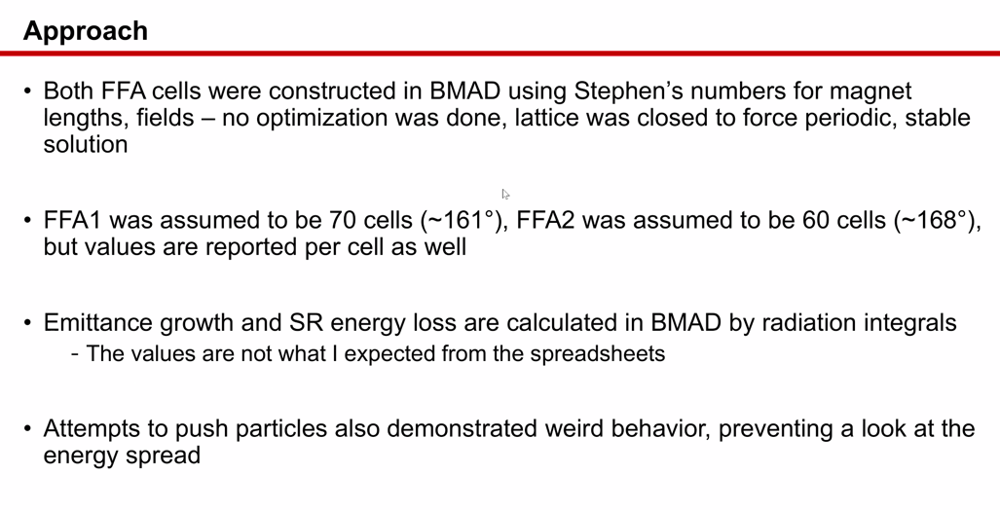 Approach
• Both FFA cells were constructed in BMAD using Stephen’s numbers for magnet
lengths, fields – no optimization was done, lattice was closed to force periodic, stable
solution
• FFA1 was assumed to be 70 cells (~161°), FFA2 was assumed to be 60 cells (~168°),
but values are reported per cell as well
• Emittance growth and SR energy loss are calculated in BMAD by radiation integrals
- The values are not what I expected from the spreadsheets
• Attempts to push particles also demonstrated weird behavior, preventing a look at the
energy spread